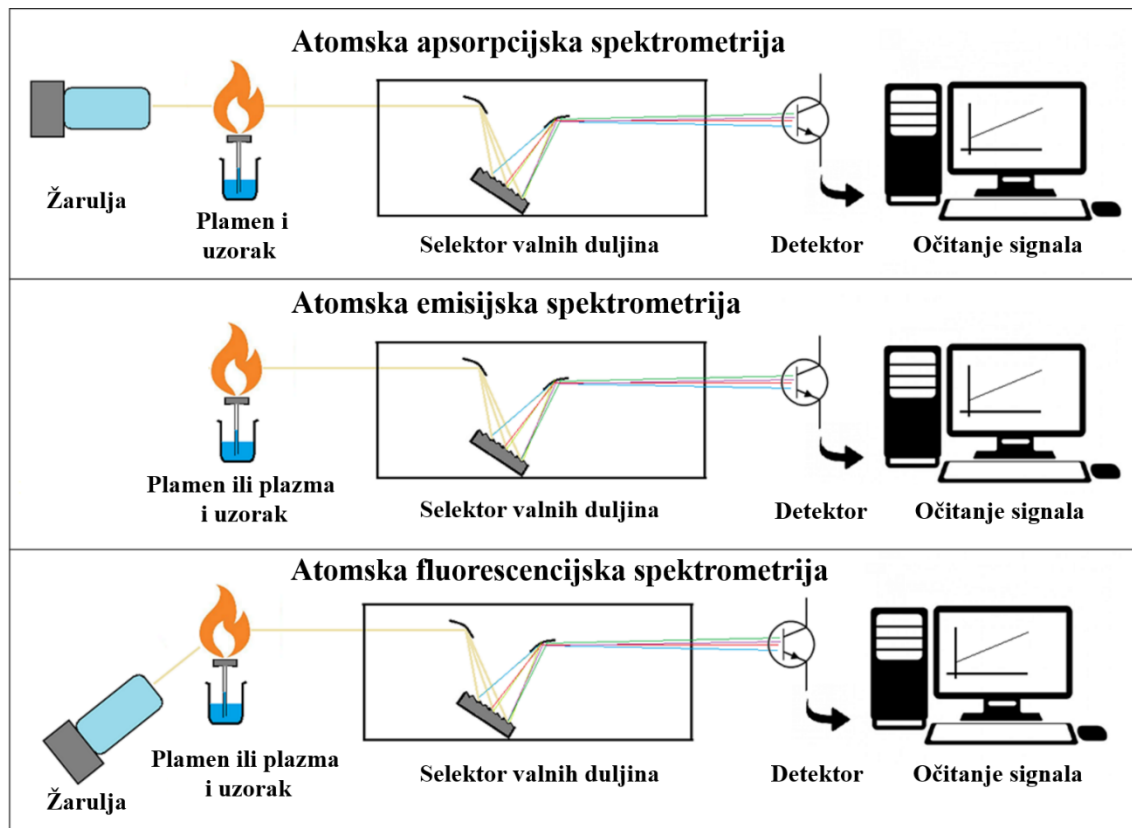 Atomska apsorpcijska spektrometrija
Žarulja
Plamen i
uzorak
Selektor valnih duljina
Detektor
Očitanje signala
Atomska emisijska spektrometrija
Plamen ili plazma
i uzorak
Selektor valnih duljina
Detektor
Očitanje signala
Atomska fluorescencijska spektrometrija
Žarulja
Plamen ili plazma
i uzorak
Selektor valnih duljina
Detektor
Očitanje signala